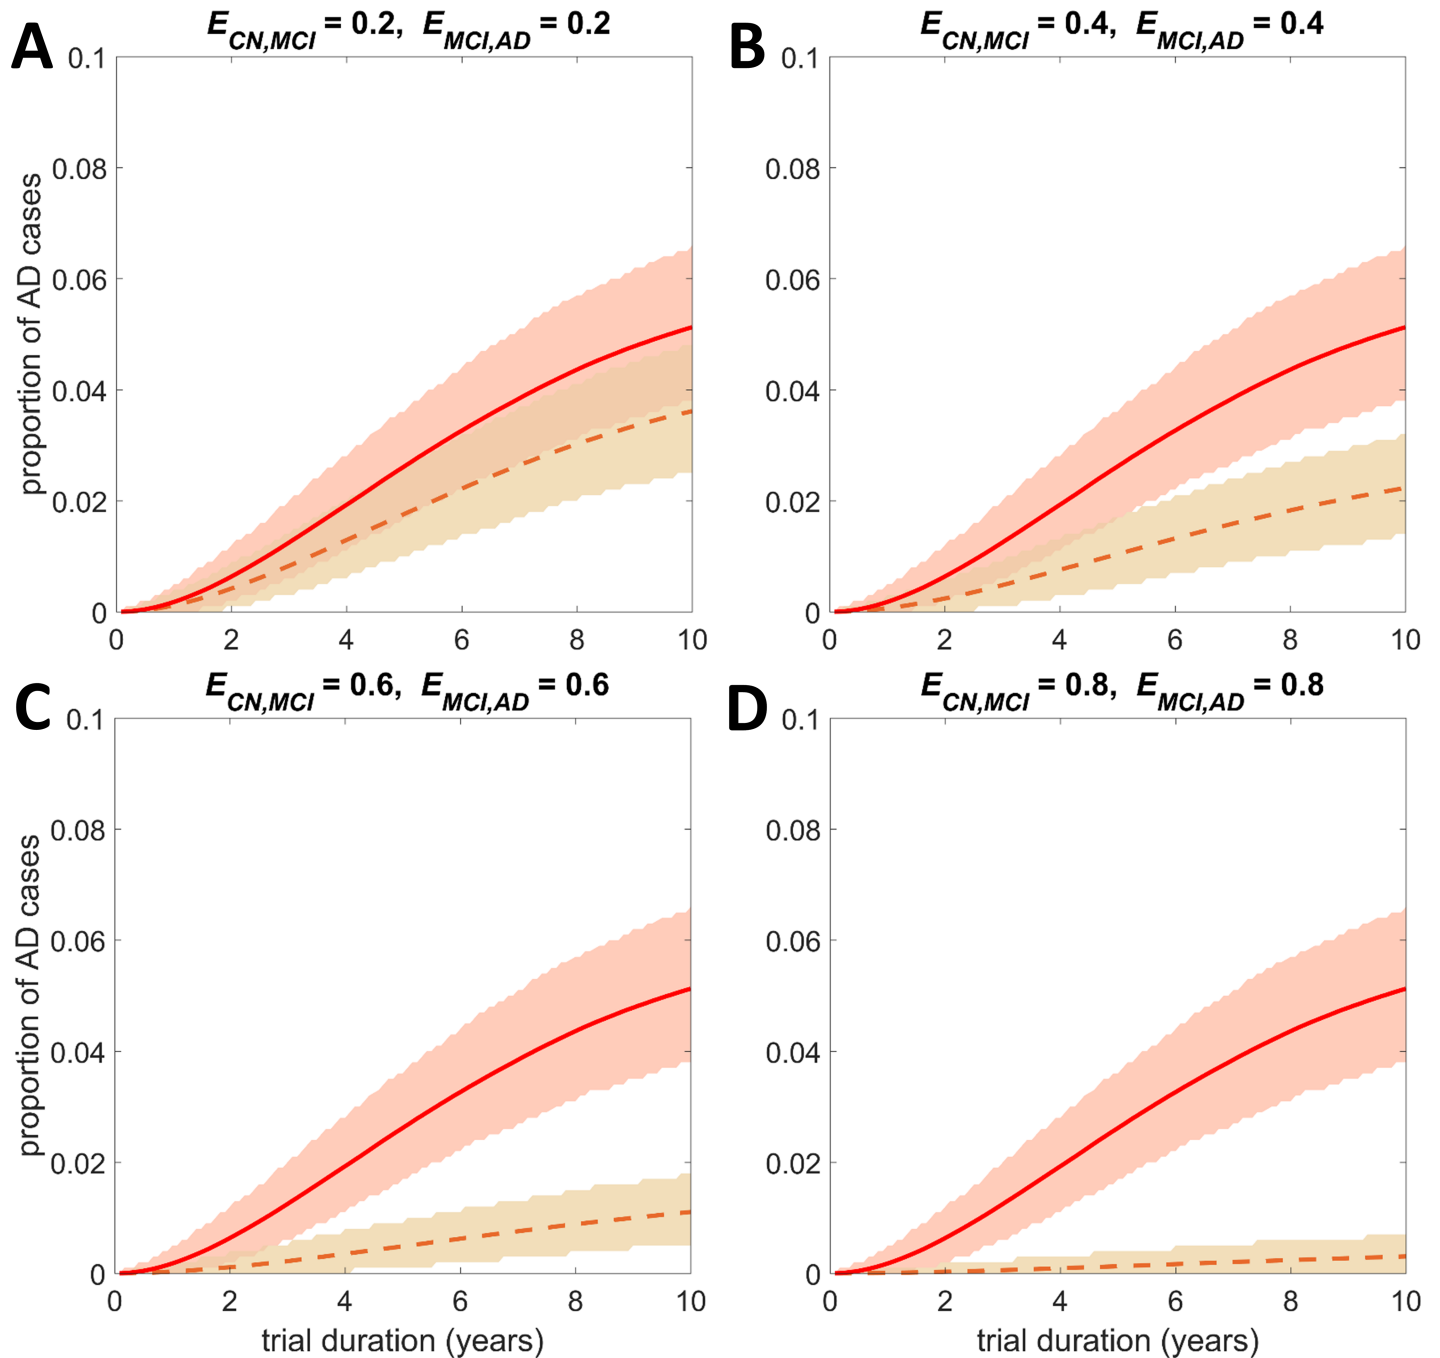 A
E_CN,MCI = 0.2, E_MCI,AD = 0.2
0.1
0.08
0.06
0.04
0.02
0
0 2 4 6 8 10
proportion of AD cases
B
E_CN,MCI = 0.4, E_MCI,AD = 0.4
0.1
0.08
0.06
0.04
0.02
0
0 2 4 6 8 10
C
E_CN,MCI = 0.6, E_MCI,AD = 0.6
0.1
0.08
0.06
0.04
0.02
0
0 2 4 6 8 10
proportion of AD cases
trial duration (years)
D
E_CN,MCI = 0.8, E_MCI,AD = 0.8
0.1
0.08
0.06
0.04
0.02
0
0 2 4 6 8 10
trial duration (years)